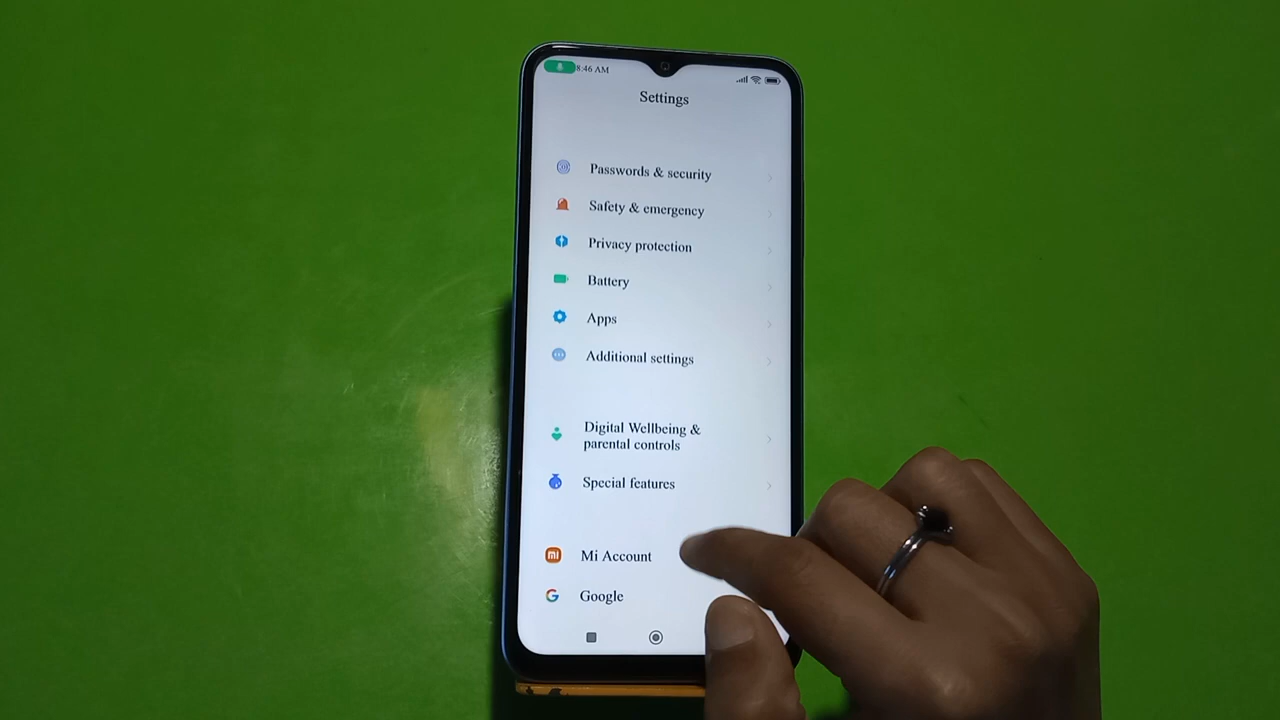 8:46 AM
Settings
Passwords & security
Safety & emergency
Privacy protection
Battery
Apps
Additional settings
Digital Wellbeing &
parental controls
Special features
mi Mi Account
G Google